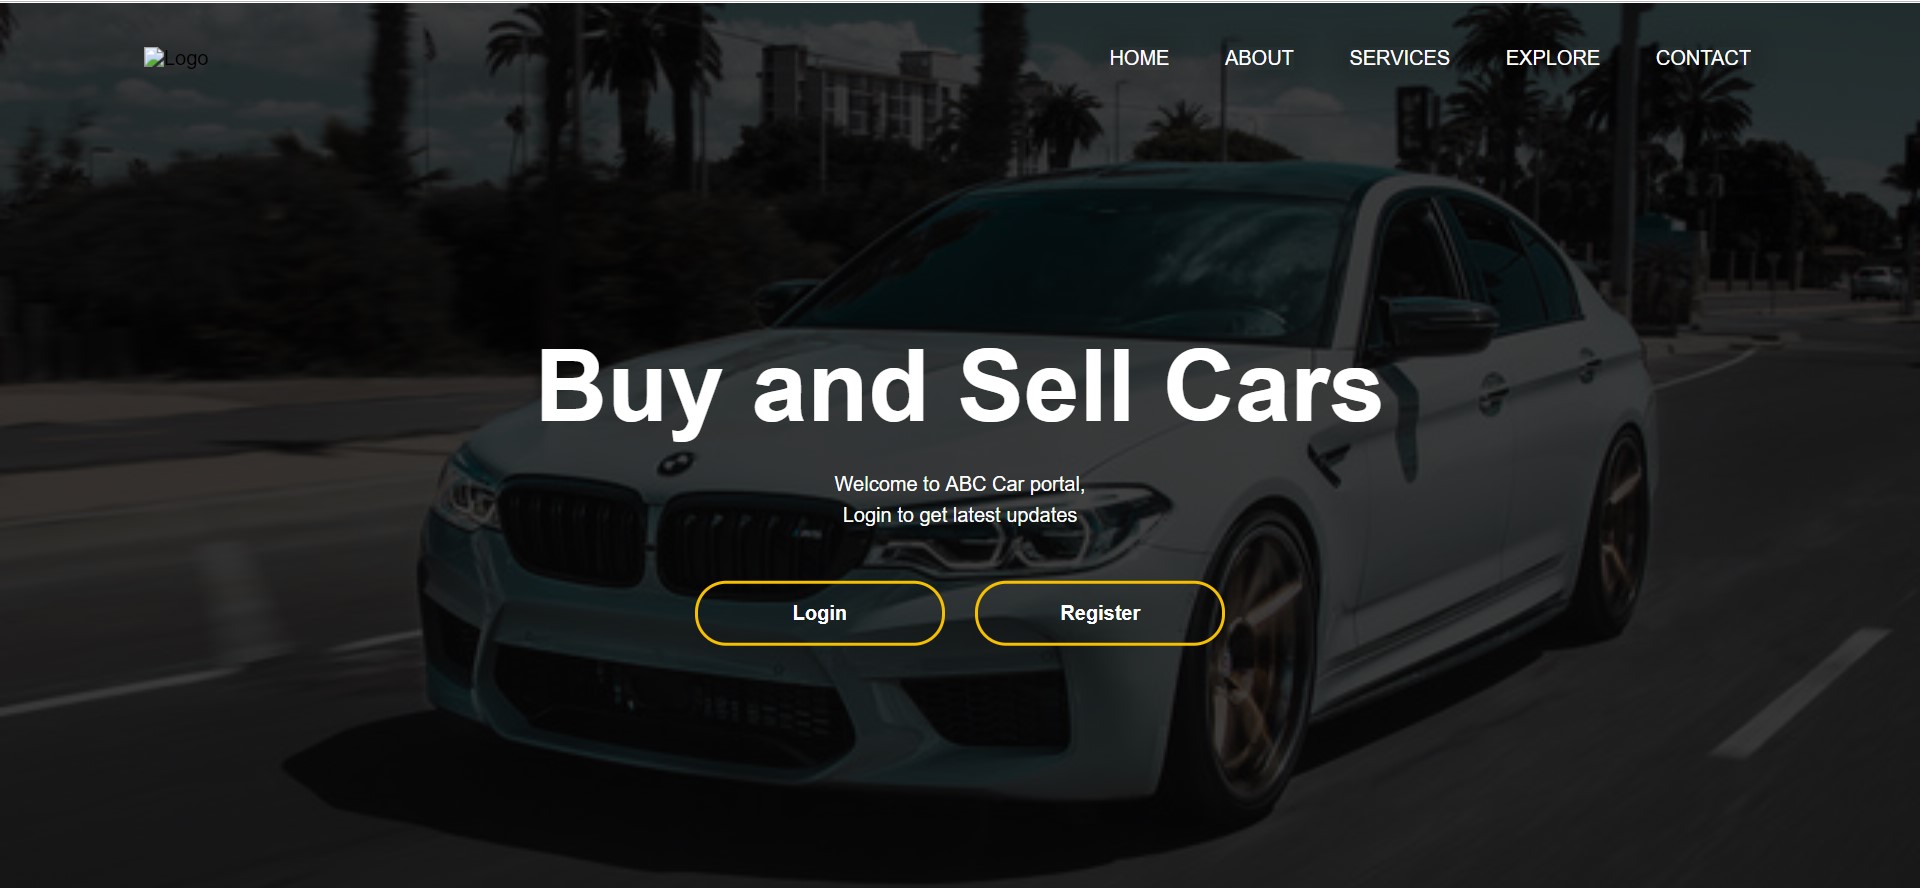 Logo
HOME ABOUT SERVICES EXPLORE CONTACT
Buy and Sell Cars
Welcome to ABC Car portal,
Login to get latest updates
Login Register